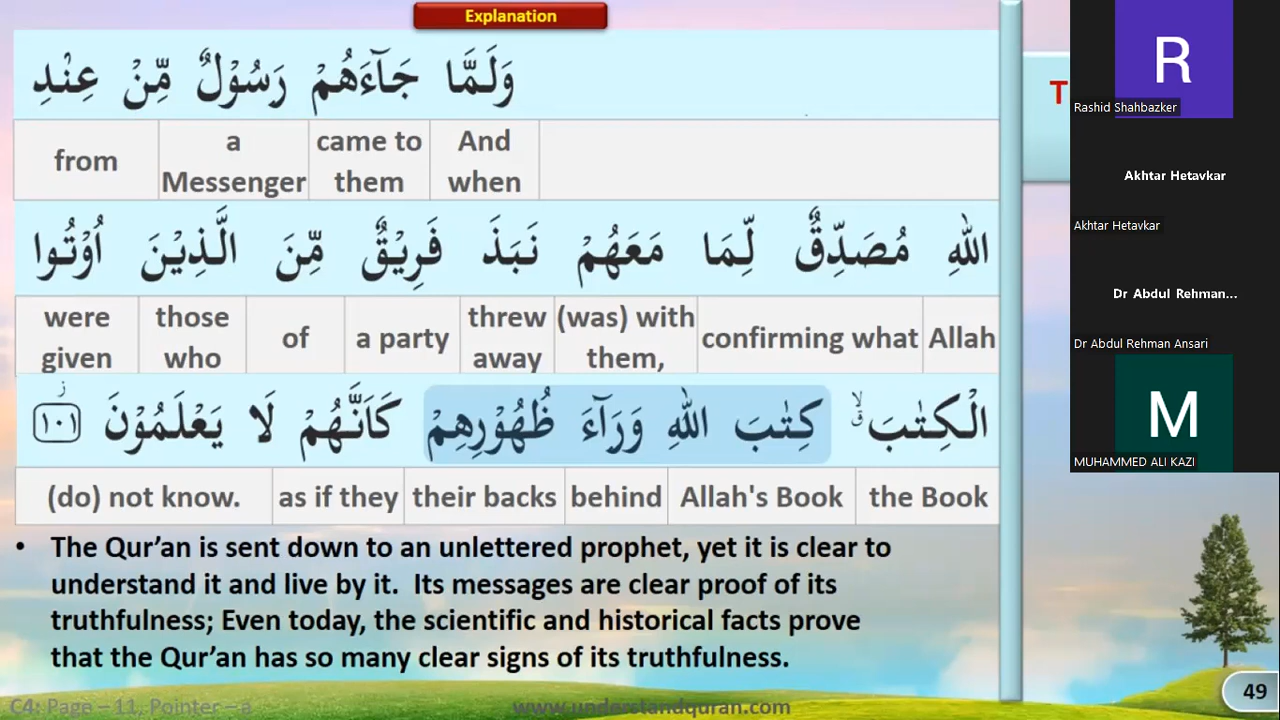 Explanation
وَلَمَّا جَآءَهُمْ رَسُوْلٌ مِّنْ عِنْدِ
from a Messenger came to them And when
اللهِ مُصَدِّقٌ لِّمَا مَعَهُمْ نَبَذَ فَرِيْقٌ مِّنَ الَّذِيْنَ اُوْتُوا
were given those who of a party threw away (was) with them, confirming what Allah
الْكِتٰبَ ۙۗ كِتٰبَ اللهِ وَرَآءَ ظُهُوْرِهِمْ كَاَنَّهُمْ لَا يَعْلَمُوْنَ ۱۰۱ ز
(do) not know. as if they their backs behind Allah's Book the Book
• The Qur’an is sent down to an unlettered prophet, yet it is clear to
understand it and live by it. Its messages are clear proof of its
truthfulness; Even today, the scientific and historical facts prove
that the Qur’an has so many clear signs of its truthfulness.
C4: Page – 11, Pointer – a
www.understandquran.com
49
T
R
Rashid Shahbazker
Akhtar Hetavkar
Akhtar Hetavkar
Dr Abdul Rehman...
Dr Abdul Rehman Ansari
M
MUHAMMED ALI KAZI